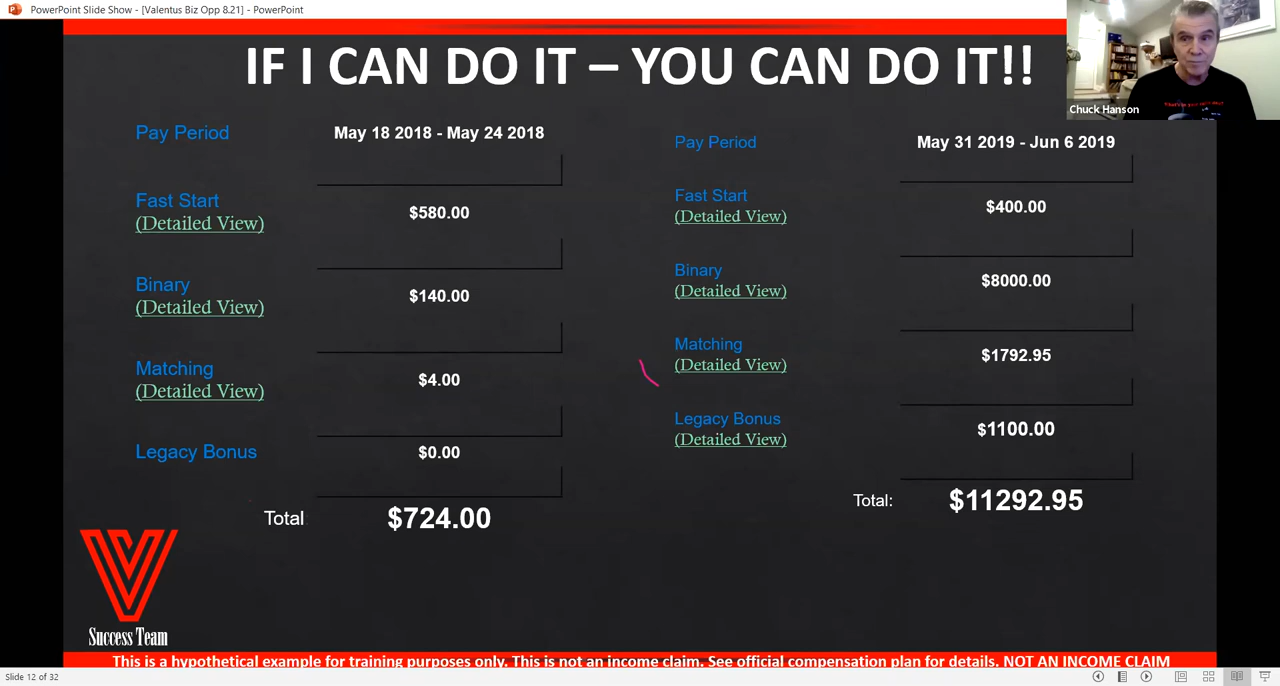 PowerPoint Slide Show - [Valentus Biz Opp 8.21] - PowerPoint
IF I CAN DO IT – YOU CAN DO IT!!
Chuck Hanson
Pay Period May 18 2018 - May 24 2018
Fast Start
(Detailed View)
$580.00
Binary
(Detailed View)
$140.00
Matching
(Detailed View)
$4.00
Legacy Bonus $0.00
Total $724.00
Pay Period May 31 2019 - Jun 6 2019
Fast Start
(Detailed View)
$400.00
Binary
(Detailed View)
$8000.00
Matching
(Detailed View)
$1792.95
Legacy Bonus
(Detailed View)
$1100.00
Total: $11292.95
Success Team
This is a hypothetical example for training purposes only. This is not an income claim. See official compensation plan for details. NOT AN INCOME CLAIM
Slide 12 of 32